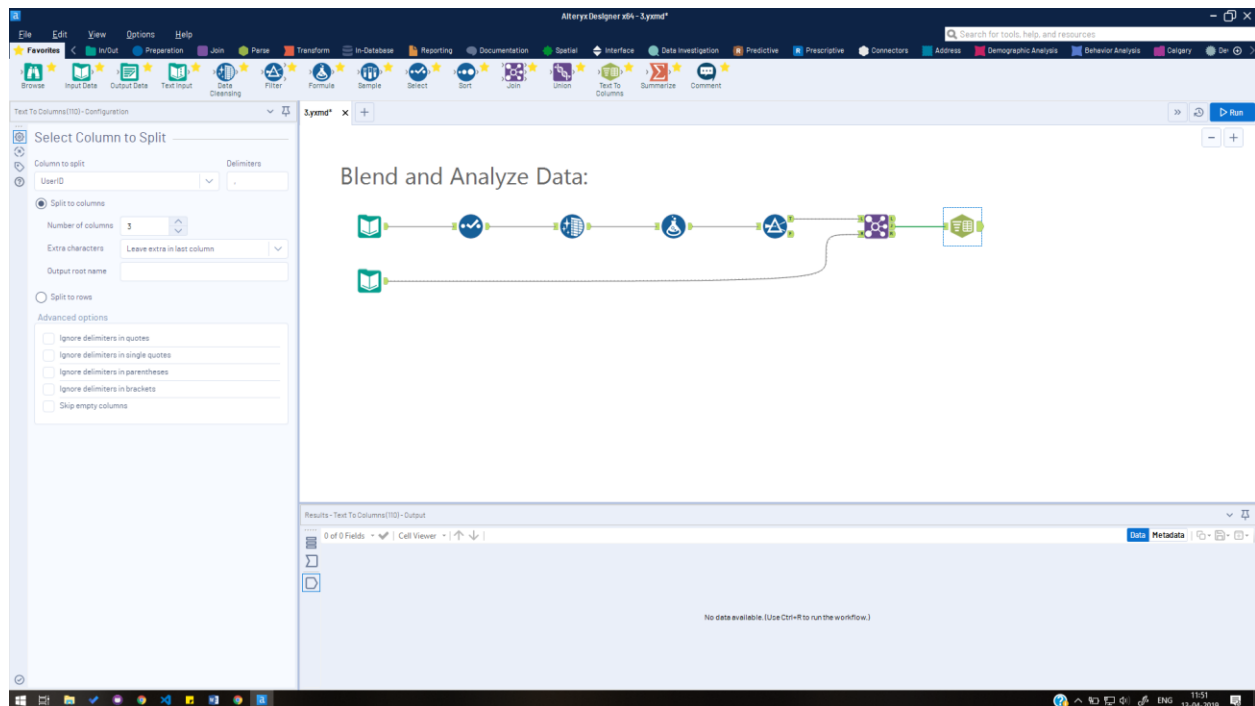 Alteryx Designer x64 - 3.yxmd*
File Edit View Options Help
Search for tools, help, and resources
Favorites In/Out Preparation Join Parse Transform In-Database Reporting Documentation Spatial Interface Data Investigation Predictive Prescriptive Connectors Address Demographic Analysis Behavior Analysis Calgary Dev
Browse Input Data Output Data Text Input Data Cleansing Filter Formula Sample Select Sort Join Union Text To Columns Summarize Comment
Text To Columns (110) - Configuration
3.yxmd* × +
Run
Select Column to Split
Column to split Delimiters
UserID ,
Split to columns
Number of columns 3
Extra characters Leave extra in last column
Output root name
Split to rows
Advanced options
Ignore delimiters in quotes
Ignore delimiters in single quotes
Ignore delimiters in parentheses
Ignore delimiters in brackets
Skip empty columns
Blend and Analyze Data:
Results - Text To Columns (110) - Output
0 of 0 Fields Cell Viewer
Data Metadata
No data available. (Use Ctrl+R to run the workflow.)
ENG 11:51
13-04-2019